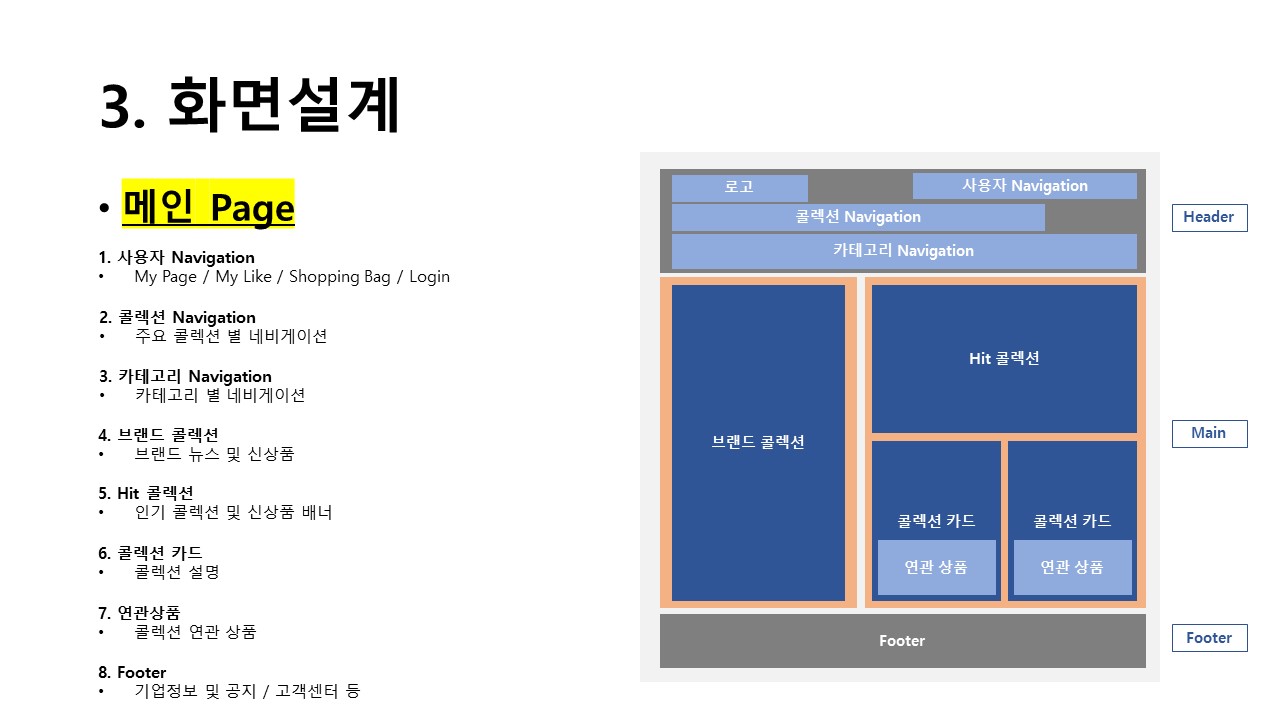 3. 화면설계
• 메인 Page
1. 사용자 Navigation
• My Page / My Like / Shopping Bag / Login
2. 콜렉션 Navigation
• 주요 콜렉션 별 네비게이션
3. 카테고리 Navigation
• 카테고리 별 네비게이션
4. 브랜드 콜렉션
• 브랜드 뉴스 및 신상품
5. Hit 콜렉션
• 인기 콜렉션 및 신상품 배너
6. 콜렉션 카드
• 콜렉션 설명
7. 연관상품
• 콜렉션 연관 상품
8. Footer
• 기업정보 및 공지 / 고객센터 등
로고
사용자 Navigation
콜렉션 Navigation
카테고리 Navigation
Header
브랜드 콜렉션
Hit 콜렉션
콜렉션 카드
연관 상품
콜렉션 카드
연관 상품
Main
Footer
Footer